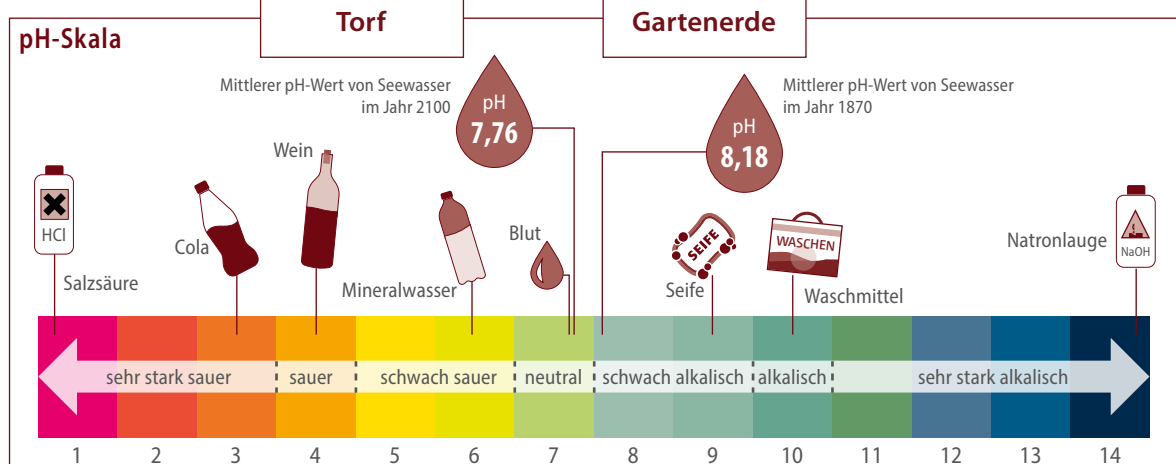 Torf
Gartenerde
pH-Skala
Mittlerer pH-Wert von Seewasser
im Jahr 2100
pH
7,76
Mittlerer pH-Wert von Seewasser
im Jahr 1870
pH
8,18
HCl
Salzsäure
Cola
Wein
Mineralwasser
Blut
SEIFE
Seife
WASCHEN
Waschmittel
Natronlauge
NaOH
sehr stark sauer
sauer
schwach sauer
neutral
schwach alkalisch
alkalisch
sehr stark alkalisch
1 2 3 4 5 6 7 8 9 10 11 12 13 14